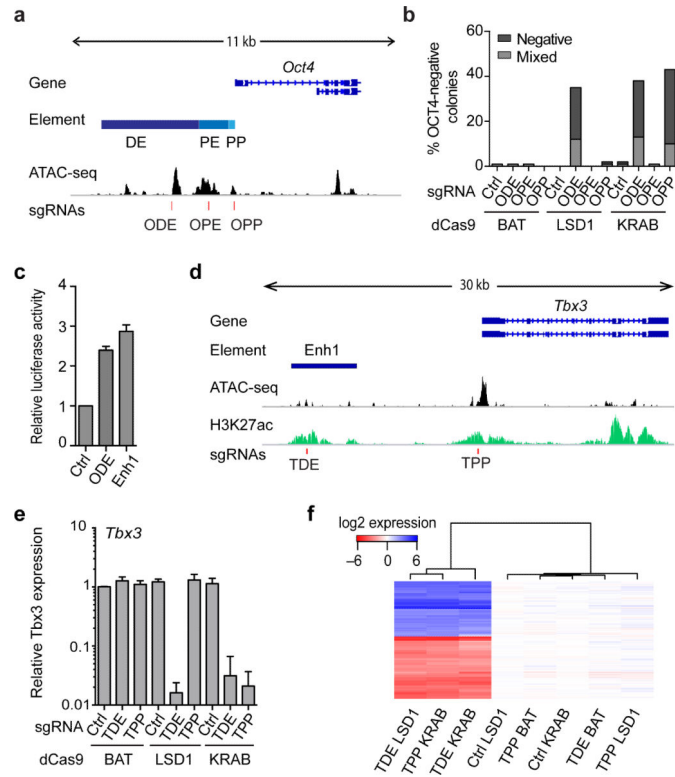 a
11 kb
Gene
Oct4
Element
DE
PE
PP
ATAC-seq
sgRNAs
ODE
OPE
OPP
b
% OCT4-negative
colonies
60
40
20
0
Negative
Mixed
sgRNA
Ctrl
ODE
OPE
OPP
Ctrl
ODE
OPE
OPP
Ctrl
ODE
OPE
OPP
dCas9
BAT
LSD1
KRAB
c
Relative luciferase activity
4
3
2
1
0
Ctrl
ODE
Enh1
d
30 kb
Tbx3
Gene
Element
Enh1
ATAC-seq
H3K27ac
sgRNAs
TDE
TPP
e
Tbx3
Relative Tbx3 expression
10
1
0.1
0.01
sgRNA
Ctrl
TDE
TPP
Ctrl
TDE
TPP
Ctrl
TDE
TPP
dCas9
BAT
LSD1
KRAB
f
log2 expression
−6
0
6
TDE LSD1
TPP KRAB
TDE KRAB
Ctrl LSD1
TPP BAT
Ctrl KRAB
TDE BAT
TPP LSD1